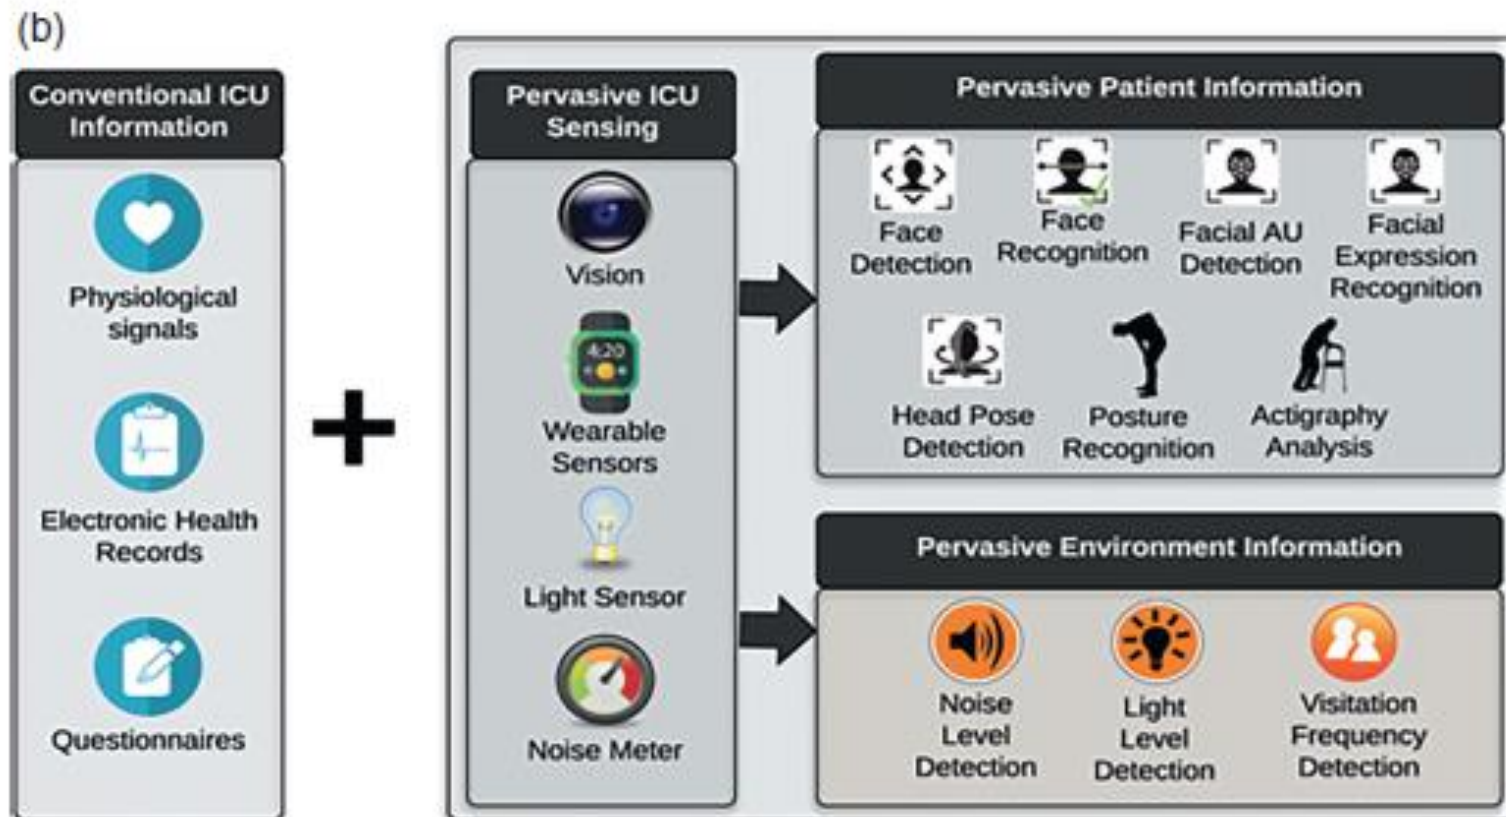 (b)
Conventional ICU
Information
Physiological
signals
Electronic Health
Records
Questionnaires
Pervasive ICU
Sensing
Vision
4:20
Wearable
Sensors
Light Sensor
Noise Meter
Pervasive Patient Information
Face
Detection
Face
Recognition
Facial AU
Detection
Facial
Expression
Recognition
Head Pose
Detection
Posture
Recognition
Actigraphy
Analysis
Pervasive Environment Information
Noise
Level
Detection
Light
Level
Detection
Visitation
Frequency
Detection